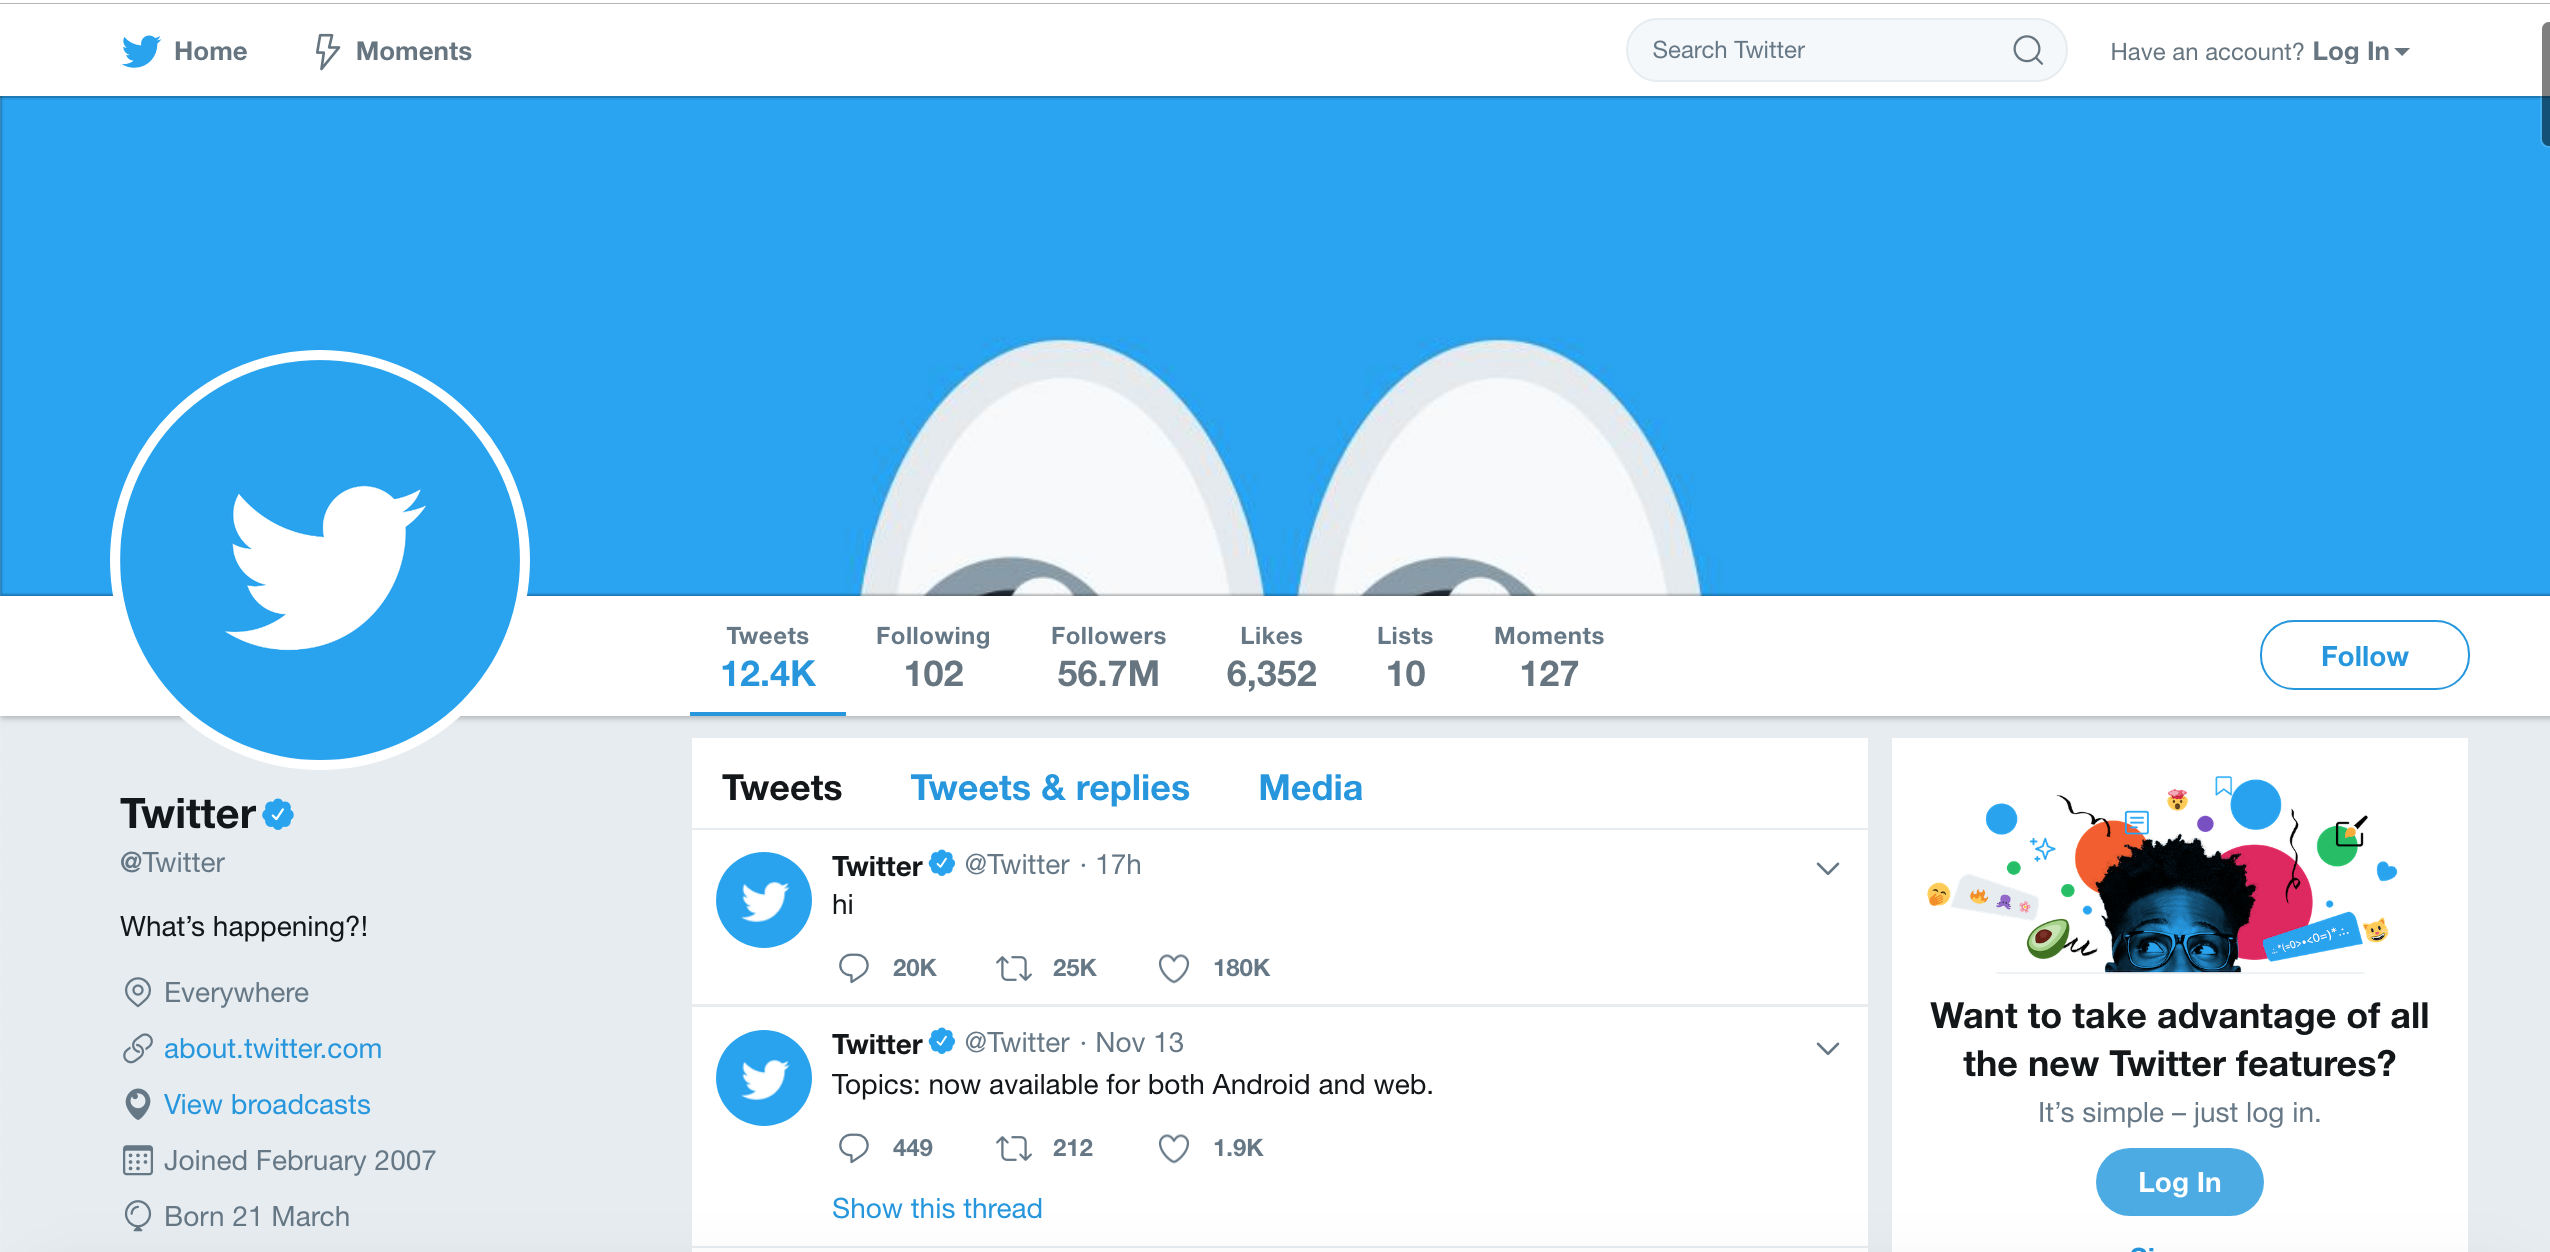 Home
Moments
Search Twitter
Have an account? Log In
Tweets
12.4K
Following
102
Followers
56.7M
Likes
6,352
Lists
10
Moments
127
Follow
Twitter
@Twitter
What’s happening?!
Everywhere
about.twitter.com
View broadcasts
Joined February 2007
Born 21 March
Tweets
Tweets & replies
Media
Twitter @Twitter · 17h
hi
20K
25K
180K
Twitter @Twitter · Nov 13
Topics: now available for both Android and web.
449
212
1.9K
Show this thread
Want to take advantage of all
the new Twitter features?
It’s simple – just log in.
Log In